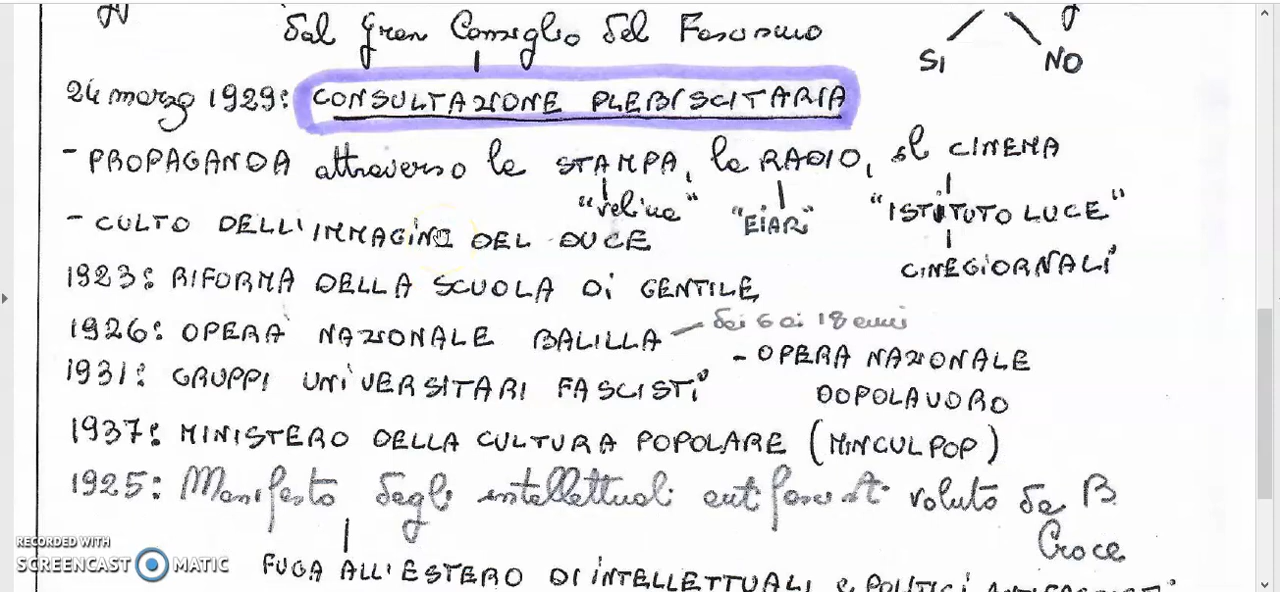 dal Gran Consiglio del Fascismo
SI NO
24 marzo 1929: CONSULTAZIONE PLEBISCITARIA
- PROPAGANDA attraverso la STAMPA, la RADIO, il CINEMA
"veline" "EIAR" "ISTITUTO LUCE"
- CULTO DELL'IMMAGINE DEL DUCE
CINEGIORNALI
1923: RIFORMA DELLA SCUOLA DI GENTILE
1926: OPERA NAZIONALE BALILLA - dai 6 ai 18 anni
- OPERA NAZIONALE
DOPOLAVORO
1931: GRUPPI UNIVERSITARI FASCISTI
1937: MINISTERO DELLA CULTURA POPOLARE (MINCULPOP)
1925: Manifesto degli intellettuali antifascisti voluto da B
Croce
FUGA ALL'ESTERO DI INTELLETTUALI e POLITICI ANTIFASCISTI
RECORDED WITH
SCREENCAST MATIC